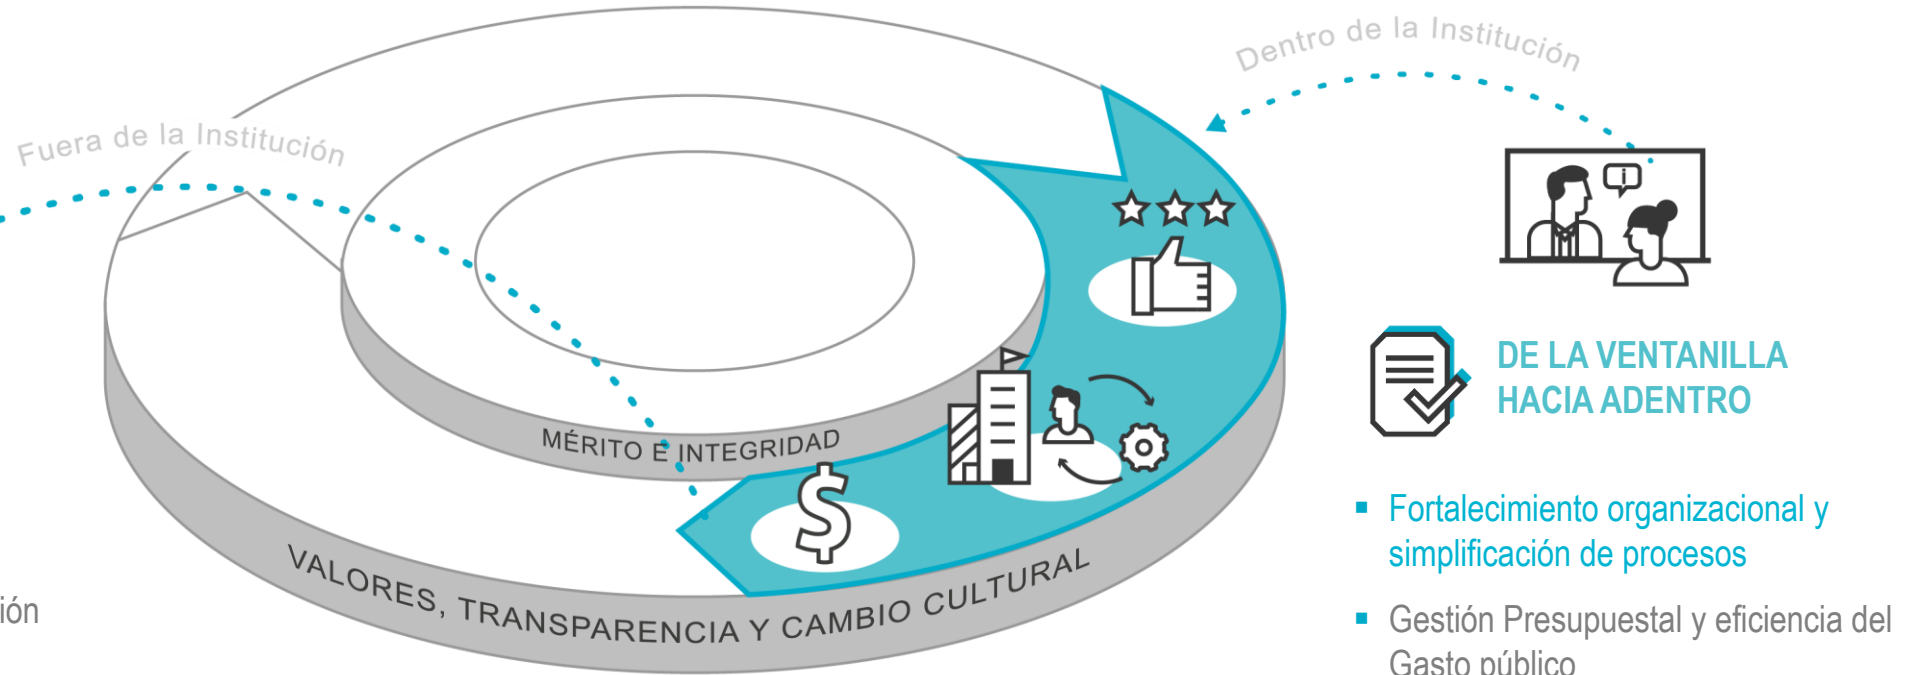 Dentro de la Institución
Fuera de la Institución
DE LA VENTANILLA
HACIA ADENTRO
MÉRITO E INTEGRIDAD
VALORES, TRANSPARENCIA Y CAMBIO CULTURAL
Fortalecimiento organizacional y
simplificación de procesos
ión
Gestión Presupuestal y eficiencia del
Gasto público